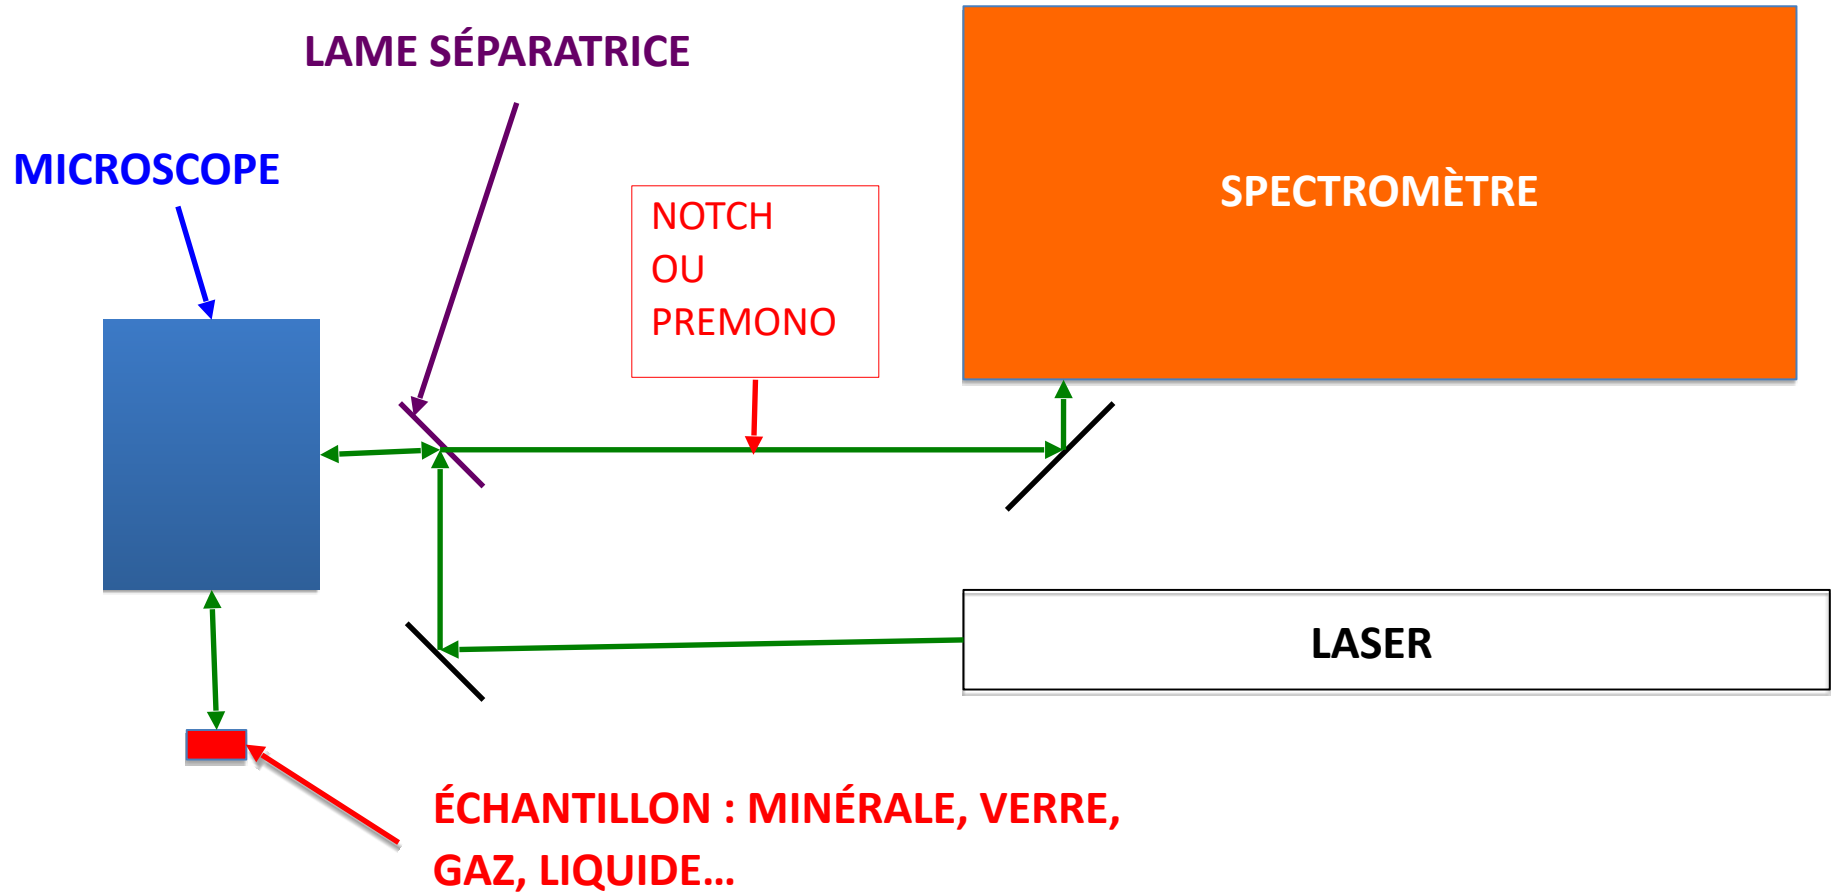 LAME SÉPARATRICE
MICROSCOPE
NOTCH
OU
PREMONO
SPECTROMÈTRE
LASER
ÉCHANTILLON : MINÉRALE, VERRE,
GAZ, LIQUIDE...